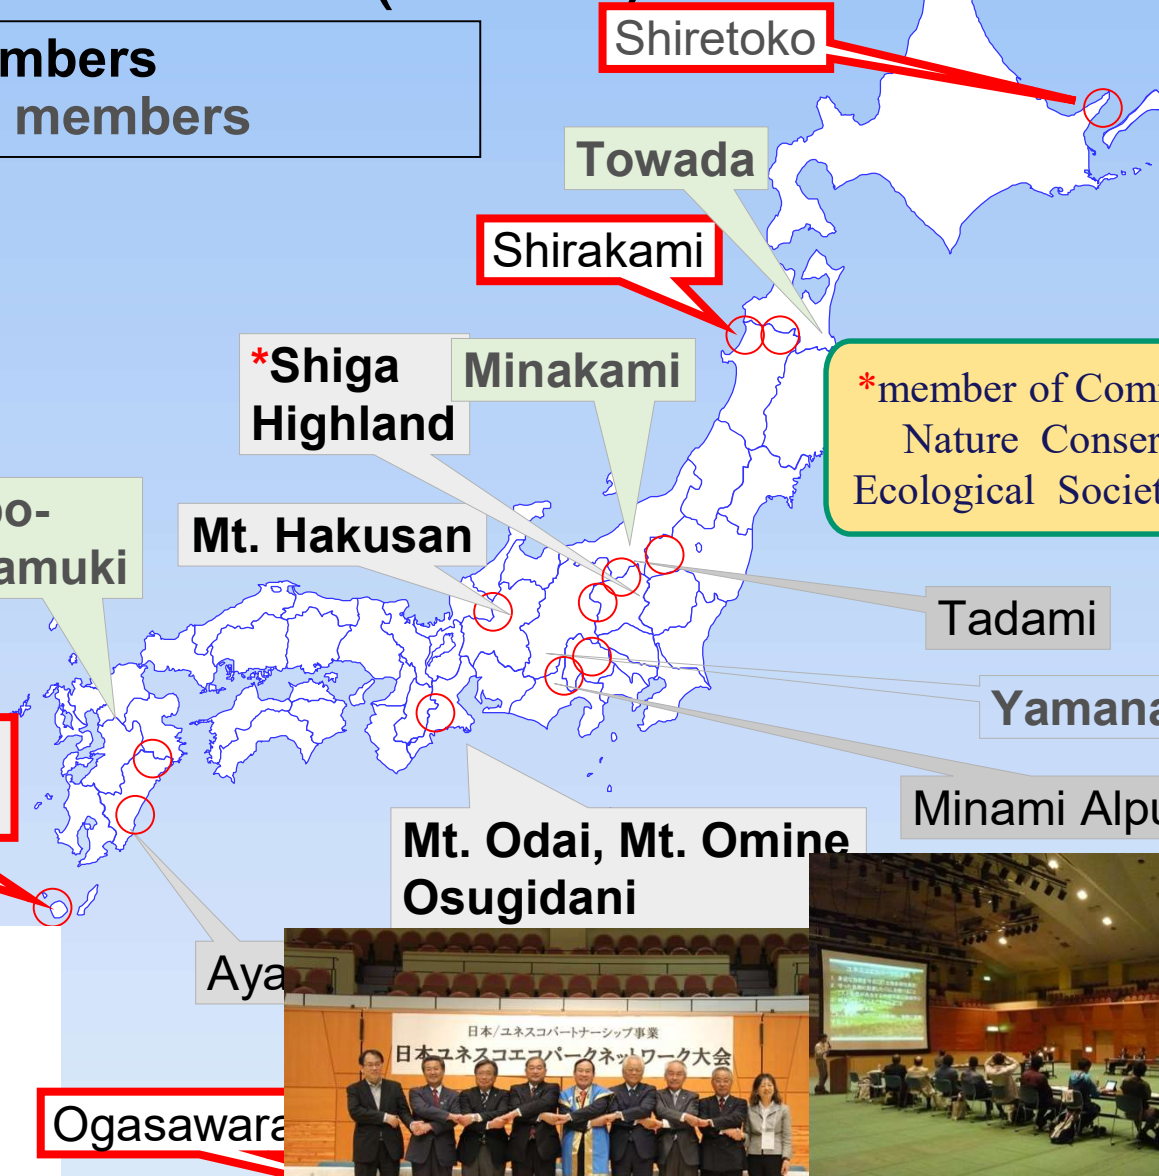 mbers
members
Shiretoko
Towada
Shirakami
*Shiga
Highland
Minakami
*member of Com
Nature Conser
Ecological Societ
Mt. Hakusan
oo-
amuki
Tadami
Yamana
Minami Alpu
Mt. Odai, Mt. Omine
Osugidani
Aya
日本/ユネスコパートナーシップ事業
日本ユネスコエコパークネットワーク大会
Ogasawara